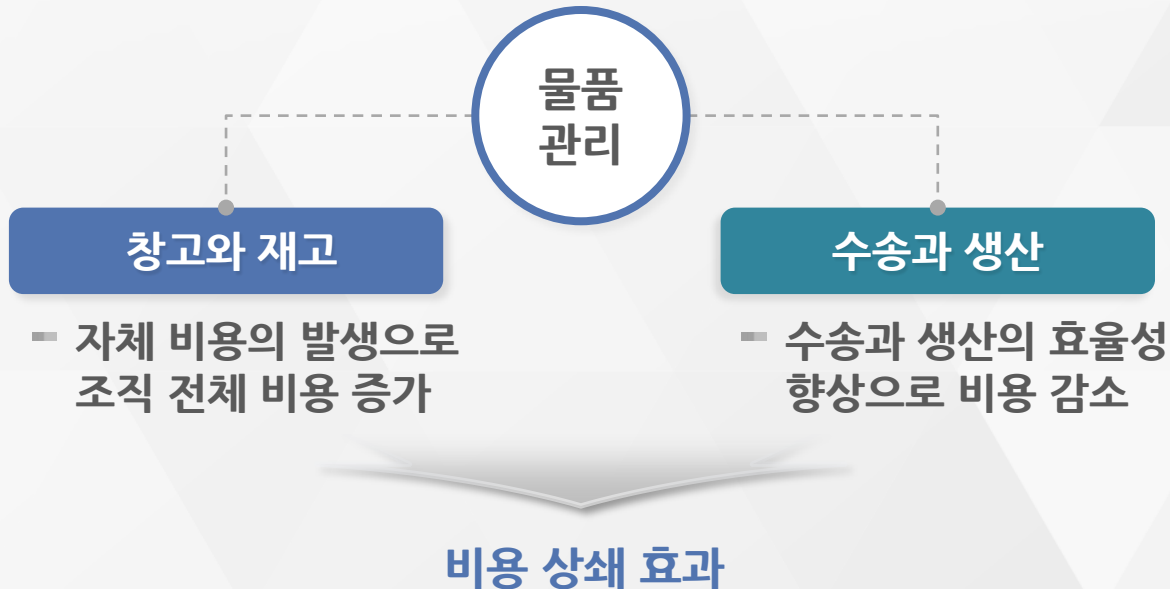 물품
관리
창고와 재고
수송과 생산
자체 비용의 발생으로
조직 전체 비용 증가
수송과 생산의 효율성
향상으로 비용 감소
비용 상쇄 효과